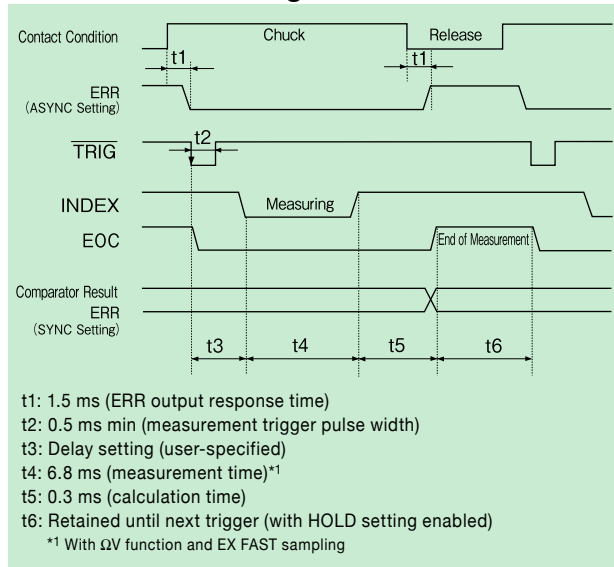 Contact Condition
Chuck
Release
t1
t1
ERR
(ASYNC Setting)
t2
TRIG
INDEX
Measuring
EOC
End of Measurement
Comparator Result
ERR
(SYNC Setting)
t3
t4
t5
t6
t1: 1.5 ms (ERR output response time)
t2: 0.5 ms min (measurement trigger pulse width)
t3: Delay setting (user-specified)
t4: 6.8 ms (measurement time)*1
t5: 0.3 ms (calculation time)
t6: Retained until next trigger (with HOLD setting enabled)
*1 With ΩV function and EX FAST sampling